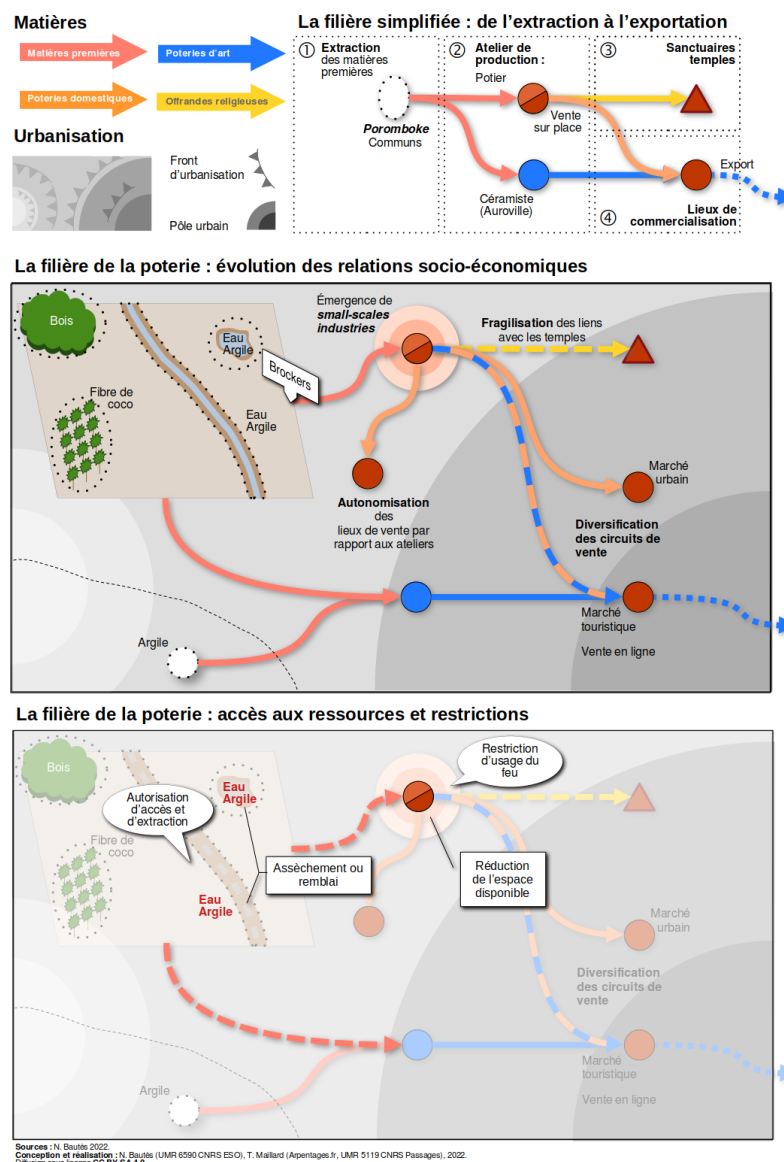 Matières
Matières premières
Poteries d'art
Poteries domestiques
Offrandes religieuses
Urbanisation
Front
d'urbanisation
Pôle urbain
La filière simplifiée : de l'extraction à l'exportation
① Extraction
des matières
premières
Poromboke
Communs
② Atelier de
production :
Potier
Vente
sur place
Céramiste
(Auroville)
③ Sanctuaires
temples
Export
④ Lieux de
commercialisation
La filière de la poterie : évolution des relations socio-économiques
Bois
Eau
Argile
Fibre de
coco
Eau
Argile
Brockers
Émergence de
small-scales
industries
Fragilisation des liens
avec les temples
Autonomisation
des
lieux de vente par
rapport aux ateliers
Marché
urbain
Diversification
des circuits de
vente
Argile
Marché
touristique
Vente en ligne
La filière de la poterie : accès aux ressources et restrictions
Bois
Autorisation
d'accès et
d'extraction
Eau
Argile
Fibre de
coco
Eau
Argile
Assèchement ou
remblai
Restriction
d'usage du
feu
Réduction
de l'espace
disponible
Marché
urbain
Diversification
des circuits de
vente
Argile
Marché
touristique
Vente en ligne
Sources : N. Bautès 2022.
Conception et réalisation : N. Bautès (UMR 6590 CNRS ESO), T. Maillard (Arpentages.fr, UMR 5119 CNRS Passages), 2022.
Diffusion sous licence CC BY-SA 4.0